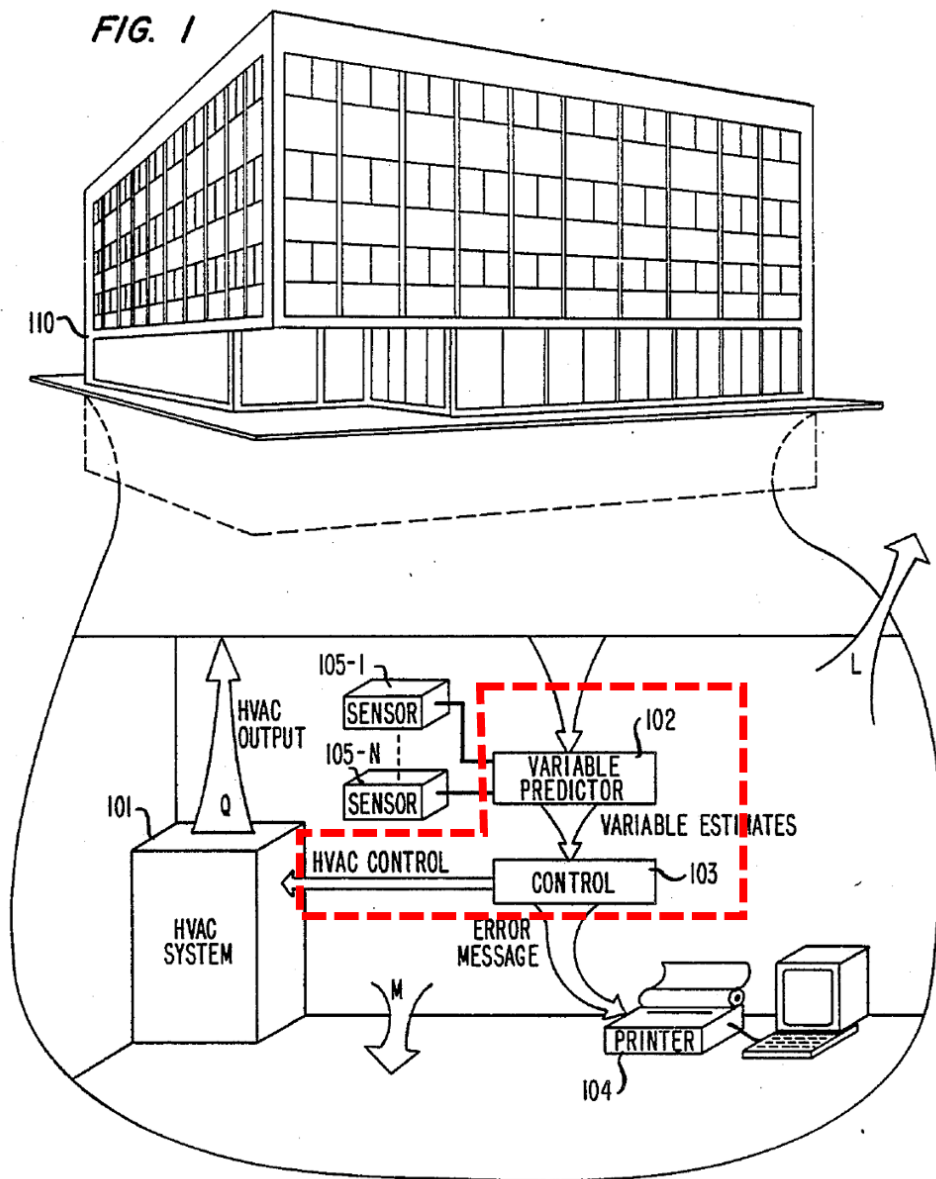 FIG. 1
110
105-1
SENSOR
102
HVAC
OUTPUT
105-N
VARIABLE
PREDICTOR
SENSOR
101
Q
VARIABLE ESTIMATES
HVAC CONTROL
CONTROL
103
HVAC
SYSTEM
ERROR
MESSAGE
M
L
PRINTER
104